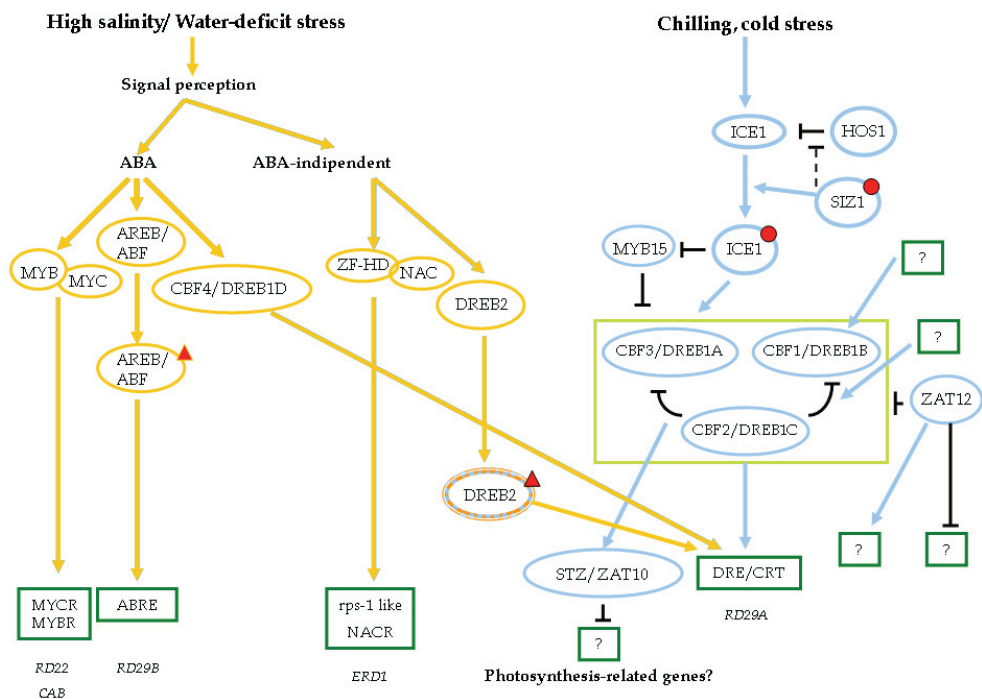 High salinity/ Water-deficit stress
Chilling, cold stress
Signal perception
ABA
ABA-indipendent
ICE1
HOS1
SIZ1
MYB
MYC
AREB/
ABF
CBF4/DREB1D
ZF-HD
NAC
DREB2
MYB15
ICE1
?
AREB/
ABF
CBF3/DREB1A
CBF1/DREB1B
?
CBF2/DREB1C
ZAT12
DREB2
STZ/ZAT10
DRE/CRT
?
?
RD29A
MYCR
MYBR
ABRE
rps-1 like
NACR
?
RD22
CAB
RD29B
ERD1
Photosynthesis-related genes?